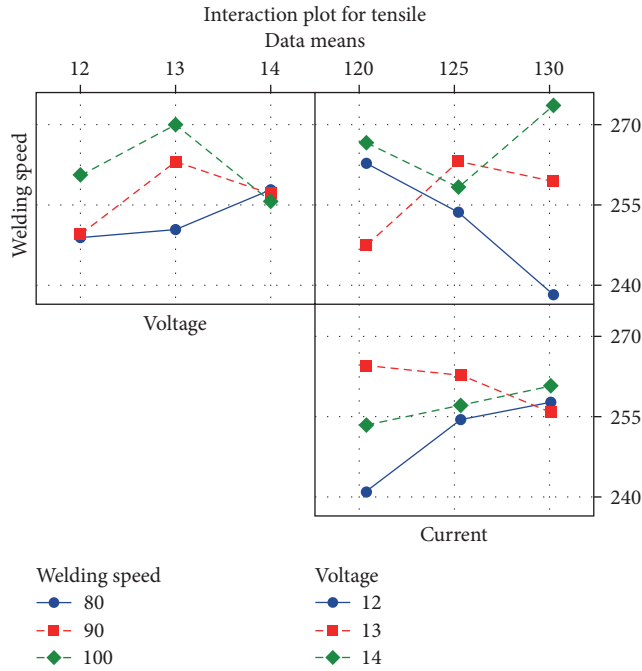 Interaction plot for tensile
Data means
12 13 14 120 125 130
Welding speed
270
255
240
Voltage
270
255
240
Current
Welding speed
80
90
100
Voltage
12
13
14